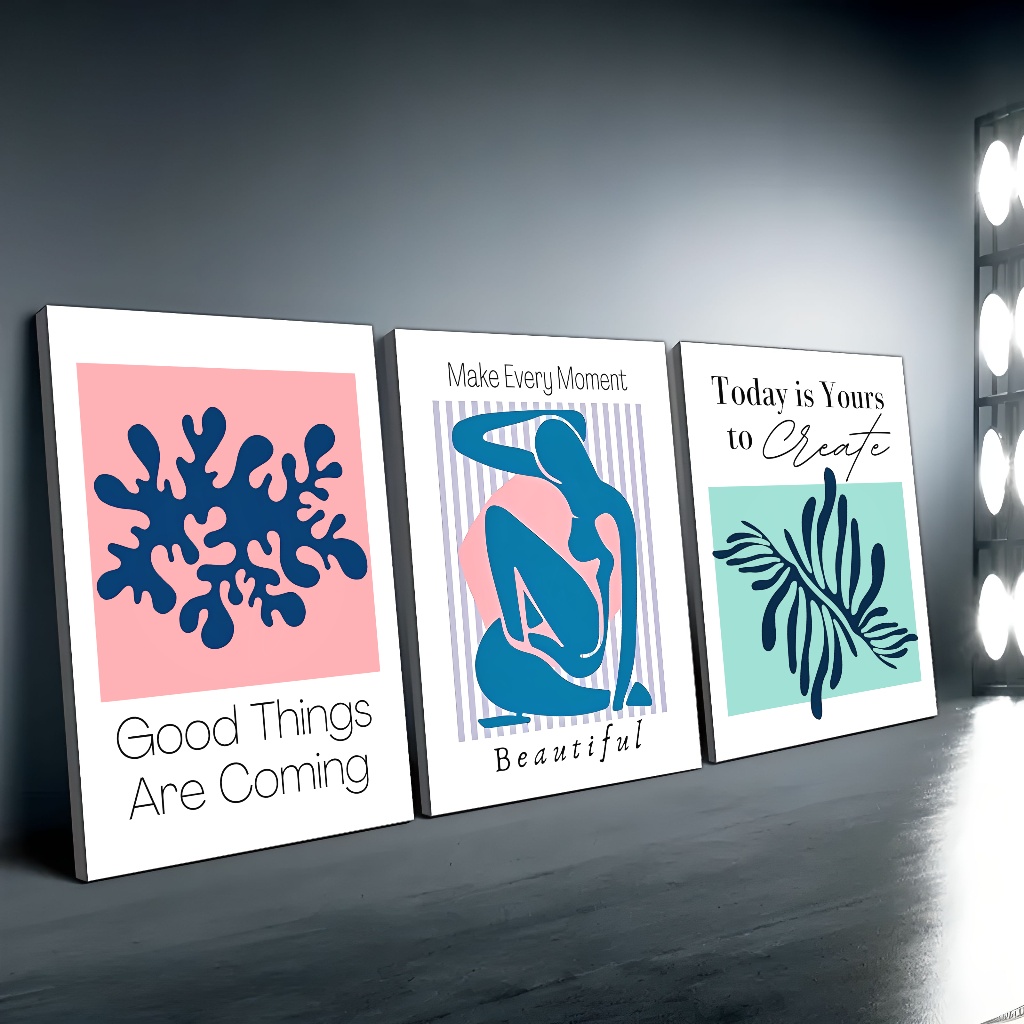 Good Things
Are Coming
Make Every Moment
Beautiful
Today is Yours
to Create